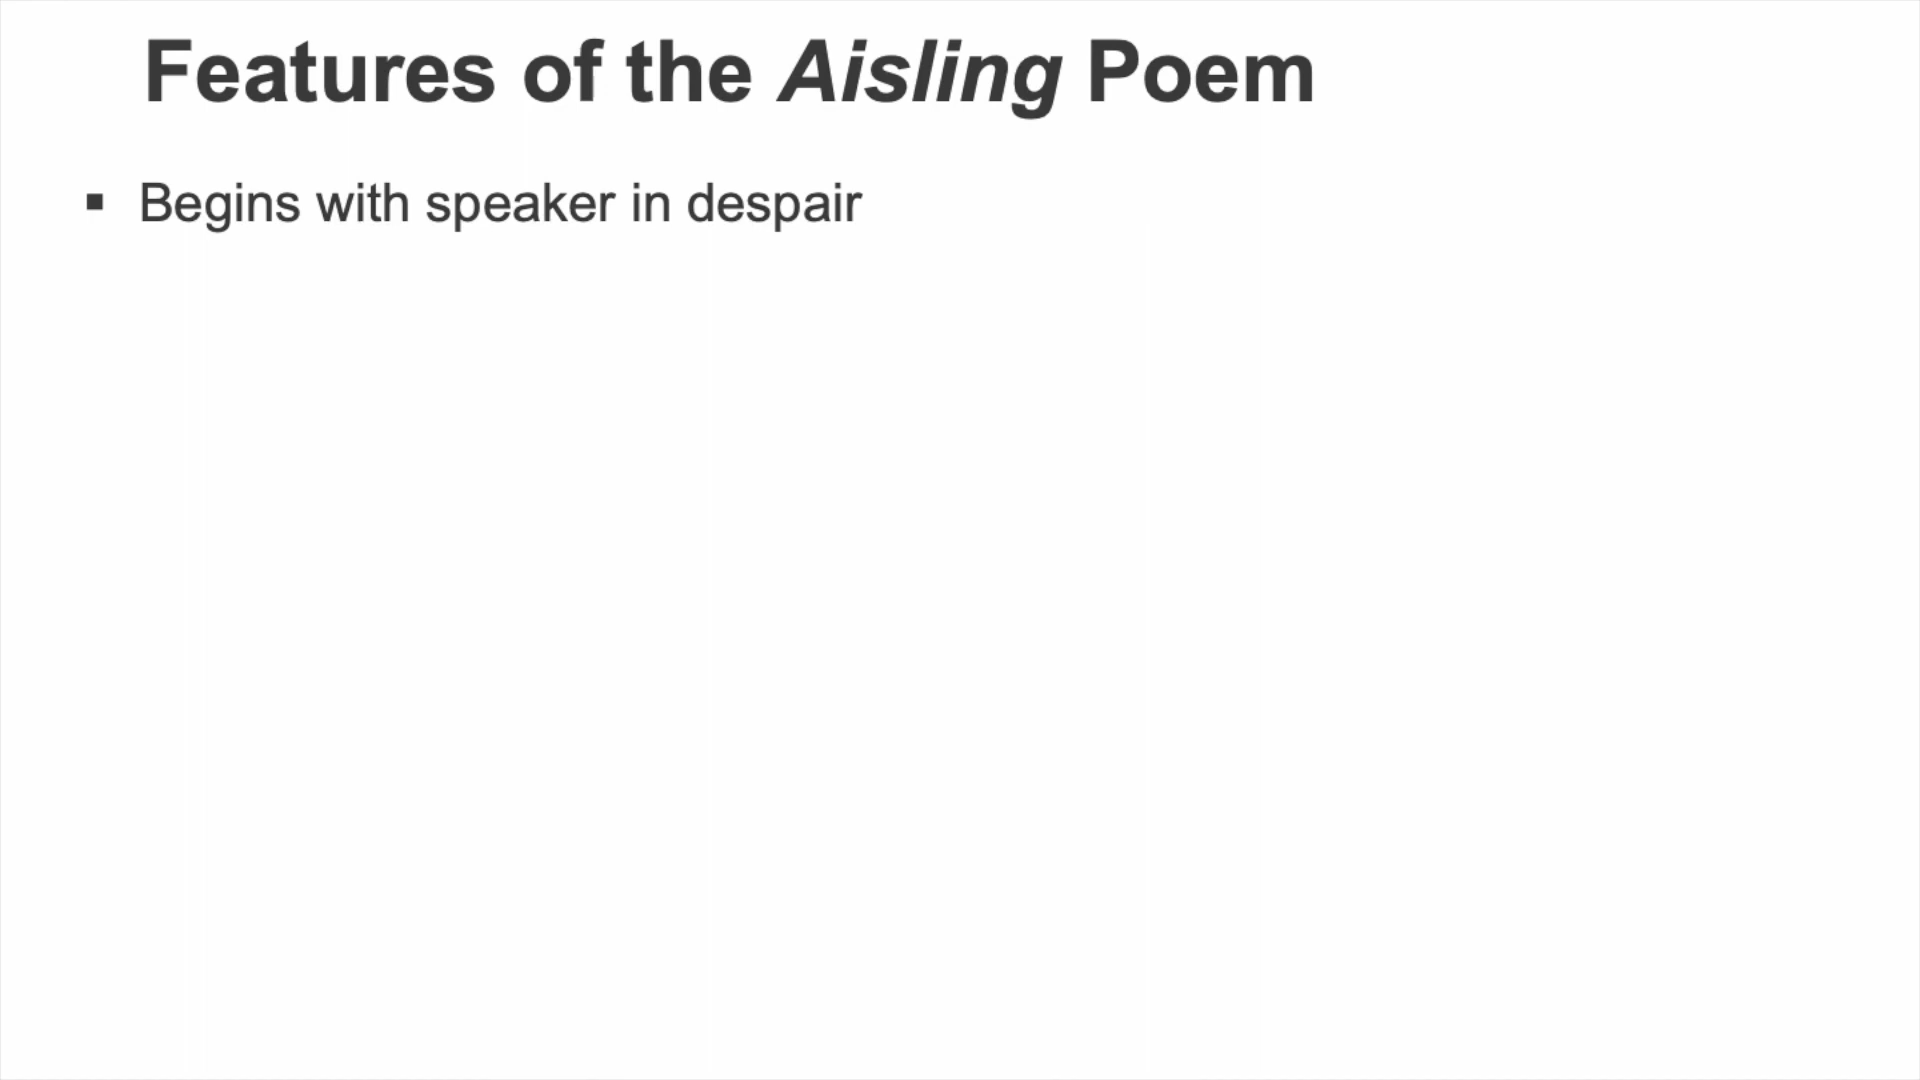 Features of the Aisling Poem
▪ Begins with speaker in despair